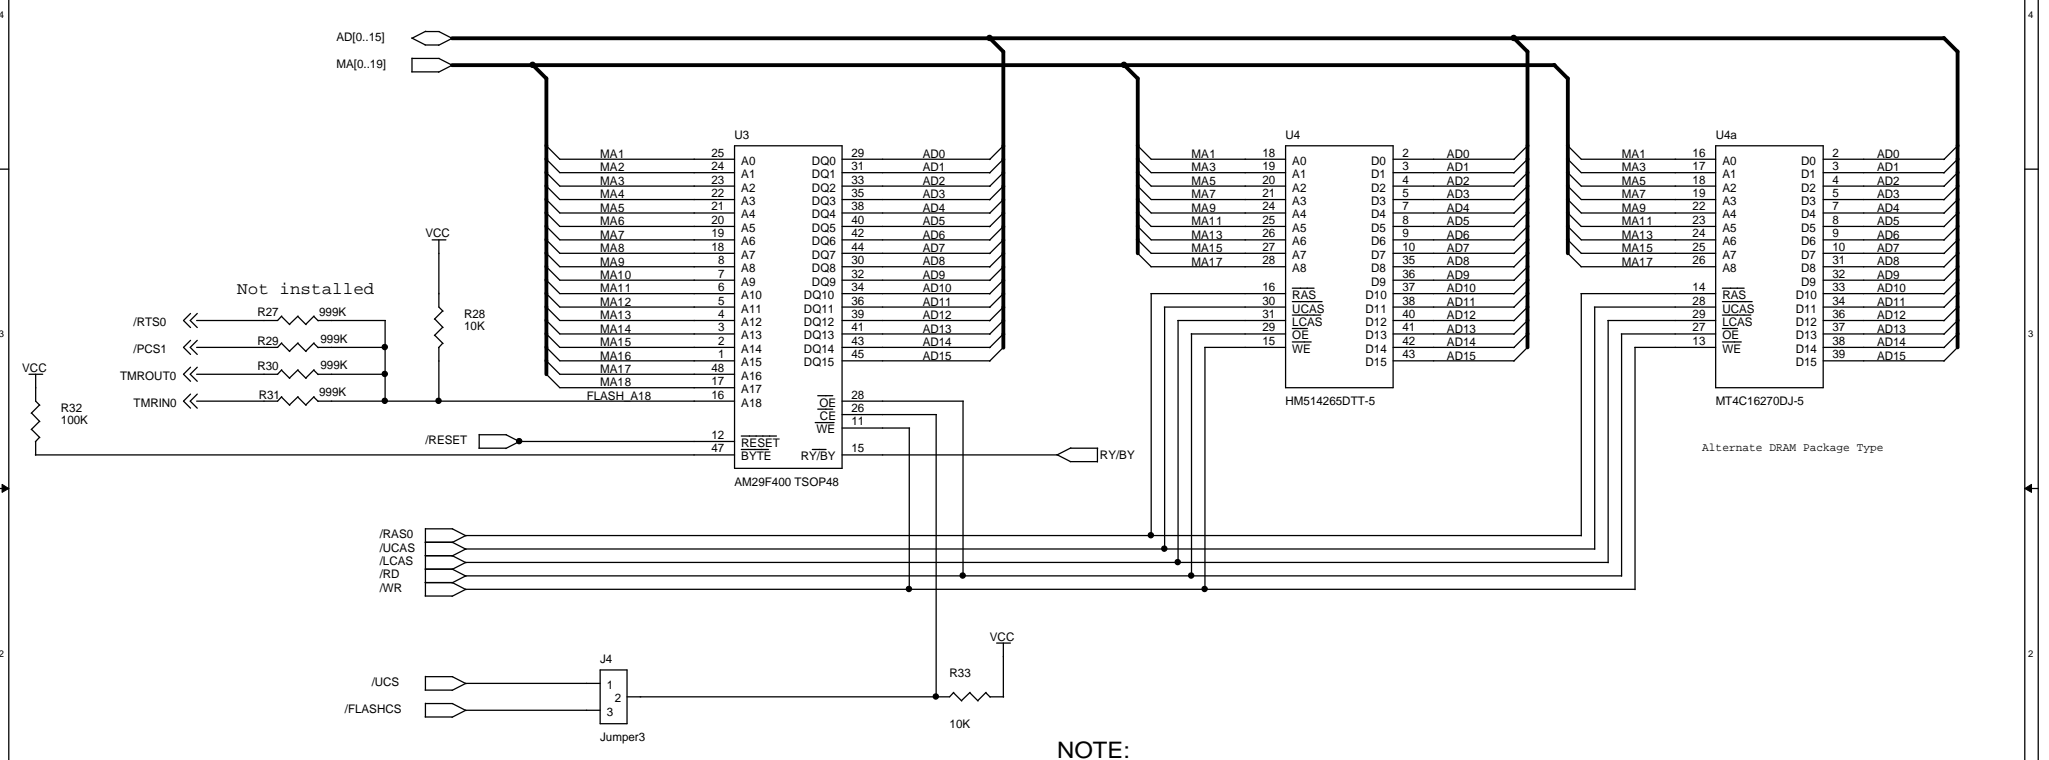 4 4
AD[0..15]
MA[0..19]
U3
MA1 25 A0 DQ0 29 AD0
MA2 24 A1 DQ1 31 AD1
MA3 23 A2 DQ2 33 AD2
MA4 22 A3 DQ3 35 AD3
MA5 21 A4 DQ4 38 AD4
MA6 20 A5 DQ5 40 AD5
MA7 19 A6 DQ6 42 AD6
MA8 18 A7 DQ7 44 AD7
MA9 8 A8 DQ8 30 AD8
MA10 7 A9 DQ9 32 AD9
MA11 6 A10 DQ10 34 AD10
MA12 5 A11 DQ11 36 AD11
MA13 4 A12 DQ12 39 AD12
MA14 3 A13 DQ13 41 AD13
MA15 2 A14 DQ14 43 AD14
MA16 1 A15 DQ15 45 AD15
MA17 48 A16
MA18 17 A17
FLASH A18 16 A18
OE 28
CE 26
WE 11
/RESET 12 RESET
47 BYTE
RY/BY 15 RY/BY
AM29F400 TSOP48
U4
MA1 18 A0 D0 2 AD0
MA3 19 A1 D1 3 AD1
MA5 20 A2 D2 4 AD2
MA7 21 A3 D3 5 AD3
MA9 24 A4 D4 7 AD4
MA11 25 A5 D5 8 AD5
MA13 26 A6 D6 9 AD6
MA15 27 A7 D7 10 AD7
MA17 28 A8 D8 35 AD8
D9 36 AD9
16 RAS D10 37 AD10
30 UCAS D11 38 AD11
31 LCAS D12 40 AD12
29 OE D13 41 AD13
15 WE D14 42 AD14
D15 43 AD15
HM514265DTT-5
U4a
MA1 16 A0 D0 2 AD0
MA3 17 A1 D1 3 AD1
MA5 18 A2 D2 4 AD2
MA7 19 A3 D3 5 AD3
MA9 22 A4 D4 7 AD4
MA11 23 A5 D5 8 AD5
MA13 24 A6 D6 9 AD6
MA15 25 A7 D7 10 AD7
MA17 26 A8 D8 31 AD8
D9 32 AD9
14 RAS D10 33 AD10
28 UCAS D11 34 AD11
29 LCAS D12 36 AD12
27 OE D13 37 AD13
13 WE D14 38 AD14
D15 39 AD15
MT4C16270DJ-5
Alternate DRAM Package Type
VCC
R28
10K
Not installed
/RTS0 R27 999K
/PCS1 R29 999K
TMROUT0 R30 999K
TMRIN0 R31 999K
3 3
VCC
R32
100K
/RAS0
/UCAS
/LCAS
/RD
/WR
2 2
VCC
R33
10K
J4
/UCS 1
2
/FLASHCS 3
Jumper3
NOTE: